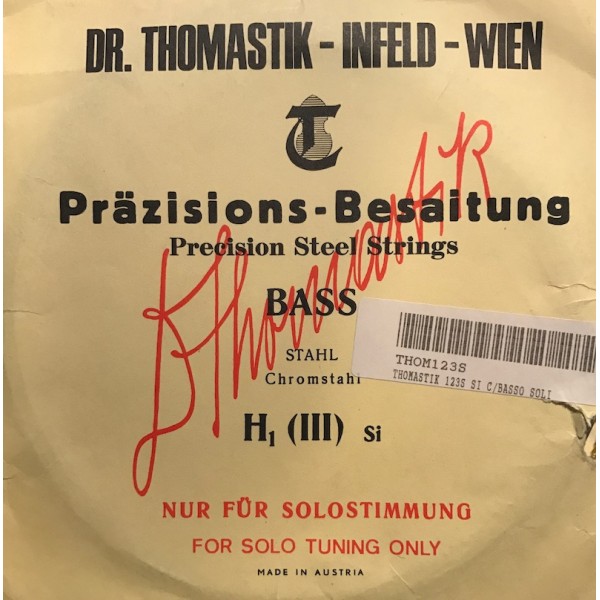 DR. THOMASTIK - INFELD - WIEN
T
Präzisions-Besaitung
Precision Steel Strings
DThomastik
BASS
STAHL
Chromstahl
THOM123S
THOMASTIK 123S SI C/BASSO SOLI
H₁ (III) Si
NUR FÜR SOLOSTIMMUNG
FOR SOLO TUNING ONLY
MADE IN AUSTRIA